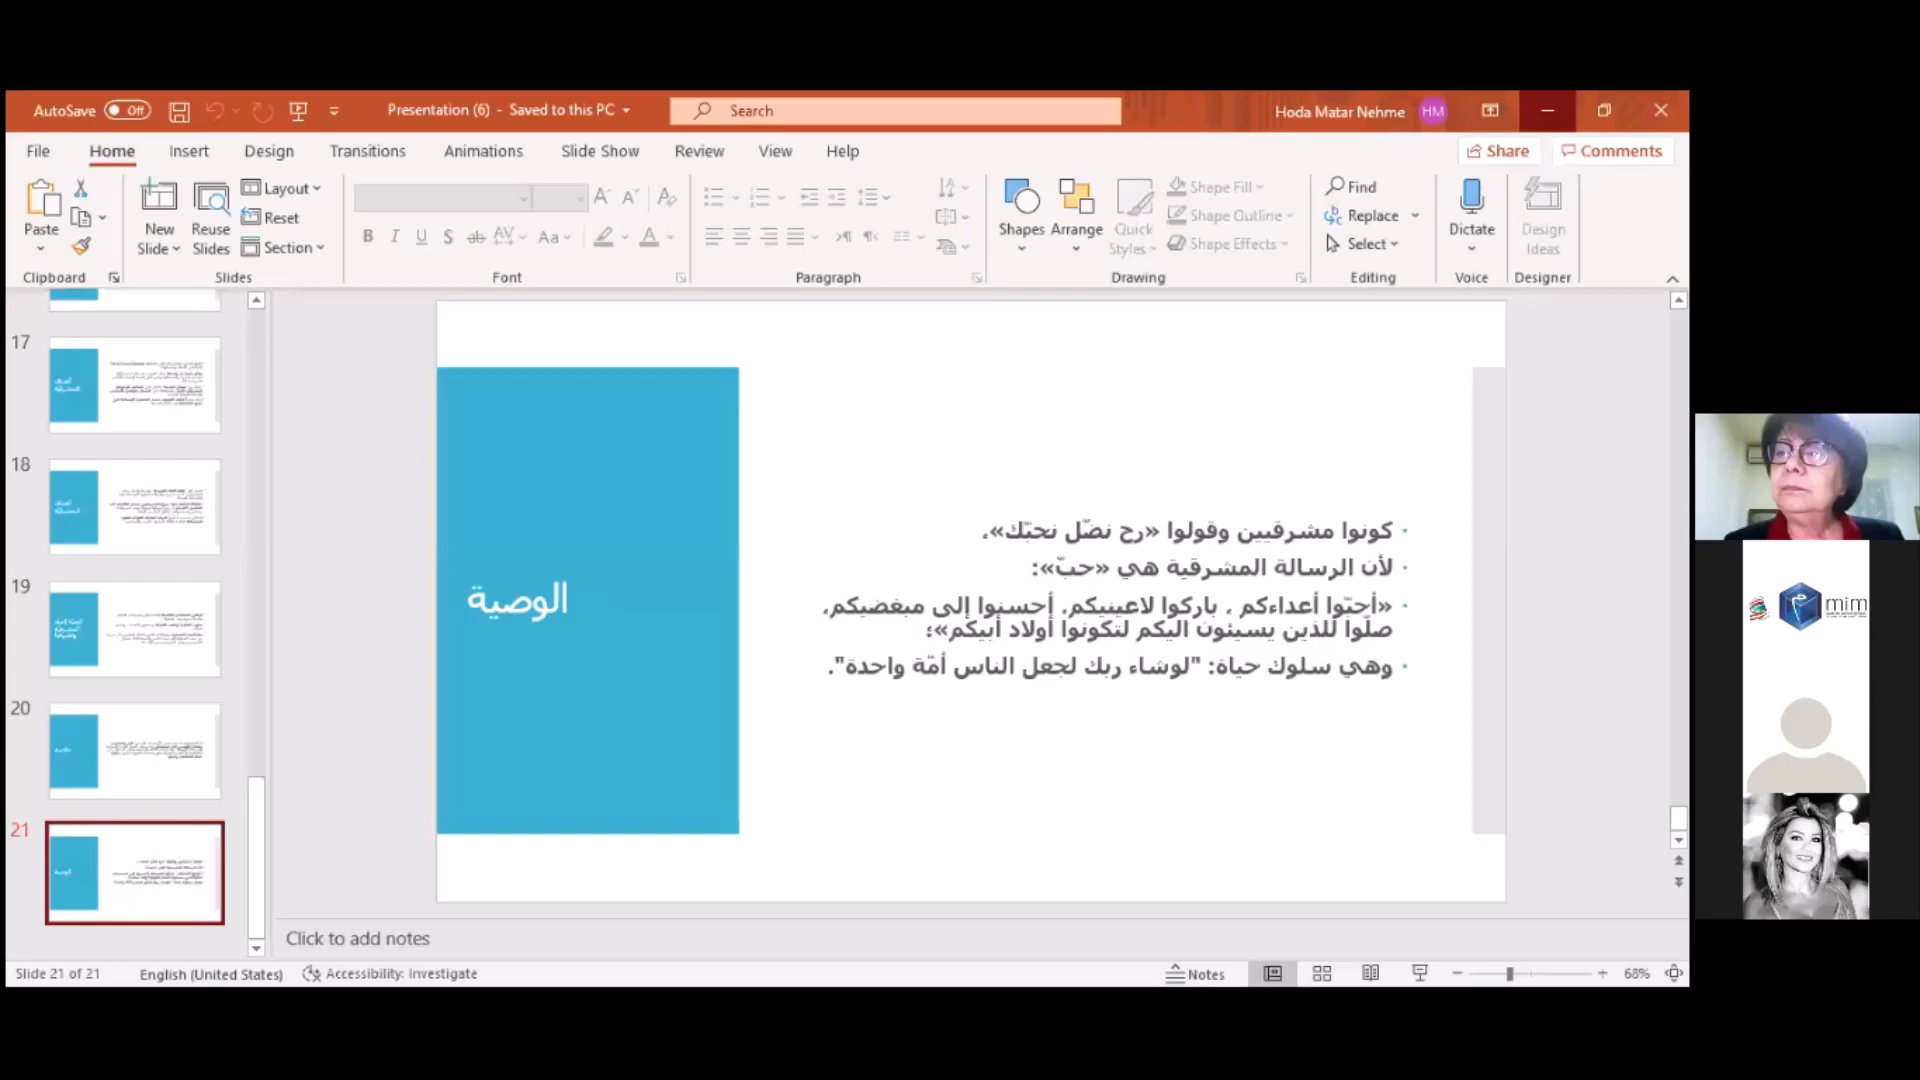 AutoSave Off
Presentation (6) - Saved to this PC
Search
Hoda Matar Nehme HM
File Home Insert Design Transitions Animations Slide Show Review View Help
Share Comments
Paste
Clipboard
New Slide
Reuse Slides
Layout
Reset
Section
Slides
B I U S ab AV Aa
Font
Paragraph
Shapes
Arrange
Quick Styles
Shape Fill
Shape Outline
Shape Effects
Drawing
Find
Replace
Select
Editing
Dictate
Voice
Design Ideas
Designer
17
18
19
20
21
الوصية
كونوا مشرقيين وقولوا «رح نضّل نحبّك»،
لأن الرسالة المشرقية هي «حبّ»:
«أحبّوا أعداءكم ، باركوا لاعينيكم، أحسنوا إلى مبغضيكم،
صلّوا للذين يسيئون اليكم لتكونوا أولاد أبيكم»؛
وهي سلوك حياة: "لوشاء ربك لجعل الناس أمّة واحدة".
mim
Click to add notes
Slide 21 of 21
English (United States)
Accessibility: Investigate
Notes
68%